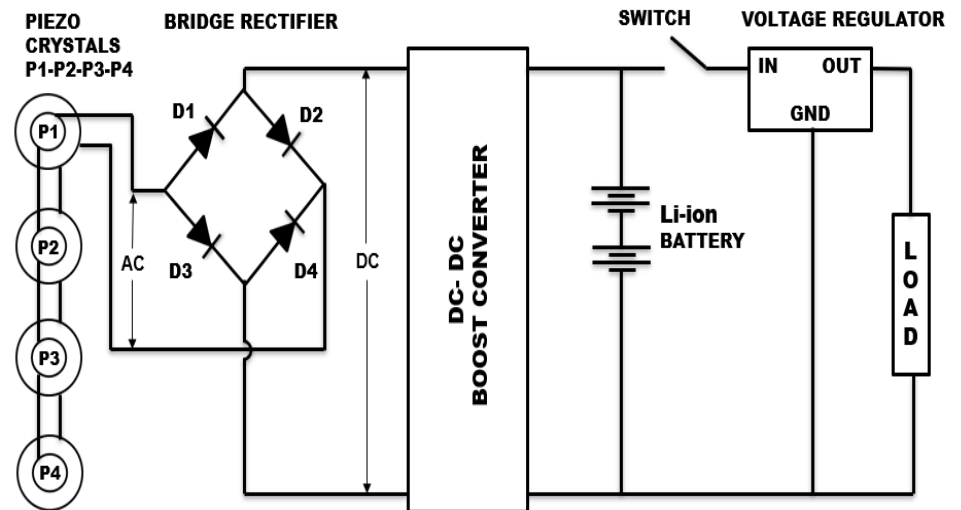 PIEZO
CRYSTALS
P1-P2-P3-P4
BRIDGE RECTIFIER
SWITCH
VOLTAGE REGULATOR
IN
OUT
GND
P1
D1
D2
P2
AC
D3
D4
DC
DC- DC
BOOST CONVERTER
Li-ion
BATTERY
L
O
A
D
P3
P4